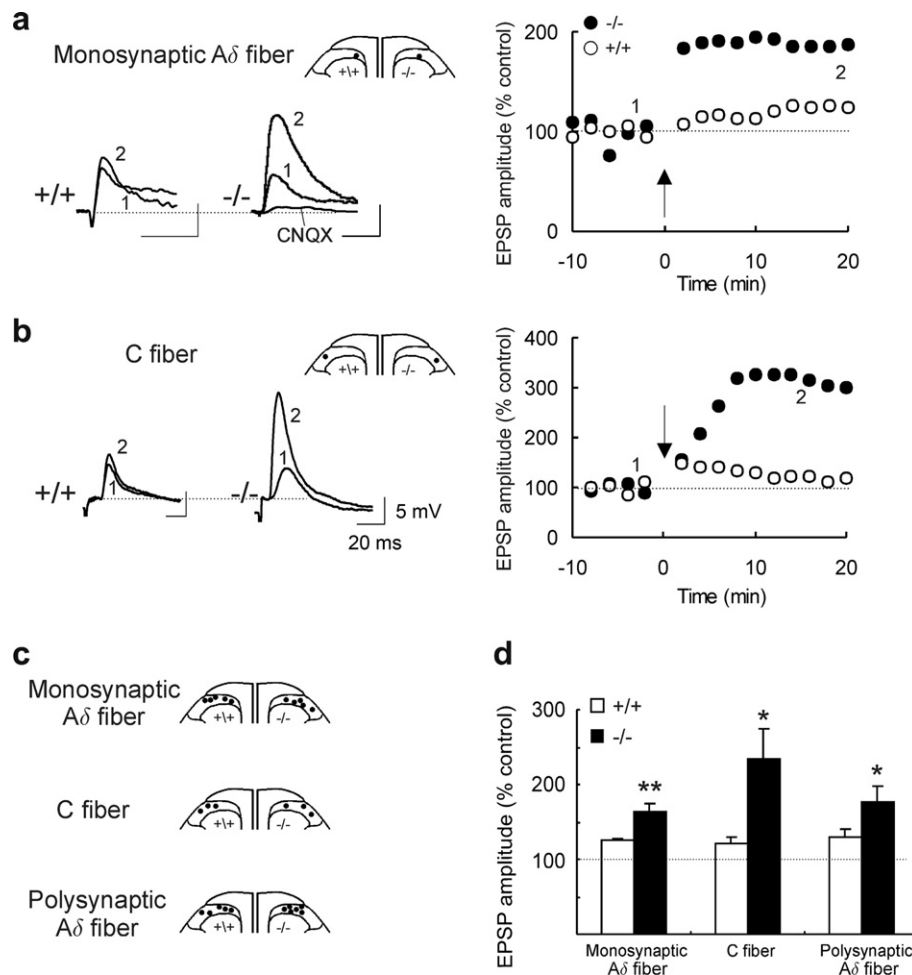 a
Monosynaptic Aδ fiber
+\+
-/-
+/+
2
1
-/-
2
1
CNQX
-/-
+/+
EPSP amplitude (% control)
200
100
0
1
2
-10
0
10
20
Time (min)
b
C fiber
+\+
-/-
+/+
2
1
-/-
2
1
5 mV
20 ms
EPSP amplitude (% control)
400
300
200
100
0
1
2
-10
0
10
20
Time (min)
c
Monosynaptic
Aδ fiber
+\+
-/-
C fiber
+\+
-/-
Polysynaptic
Aδ fiber
+\+
-/-
d
+/+
-/-
EPSP amplitude (% control)
300
200
100
**
*
*
Monosynaptic
Aδ fiber
C fiber
Polysynaptic
Aδ fiber